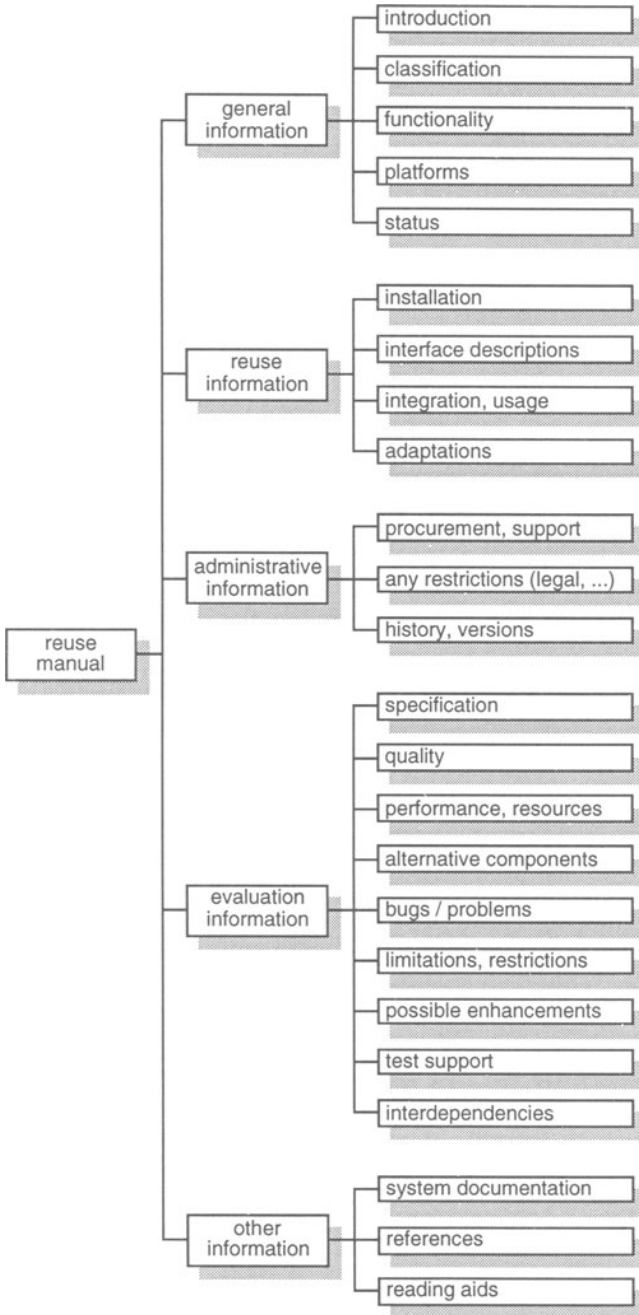 introduction
classification
general
information
functionality
platforms
status
installation
reuse
information
interface descriptions
integration, usage
adaptations
procurement, support
administrative
information
any restrictions (legal, ...)
history, versions
reuse
manual
specification
quality
performance, resources
alternative components
evaluation
information
bugs / problems
limitations, restrictions
possible enhancements
test support
interdependencies
system documentation
other
information
references
reading aids